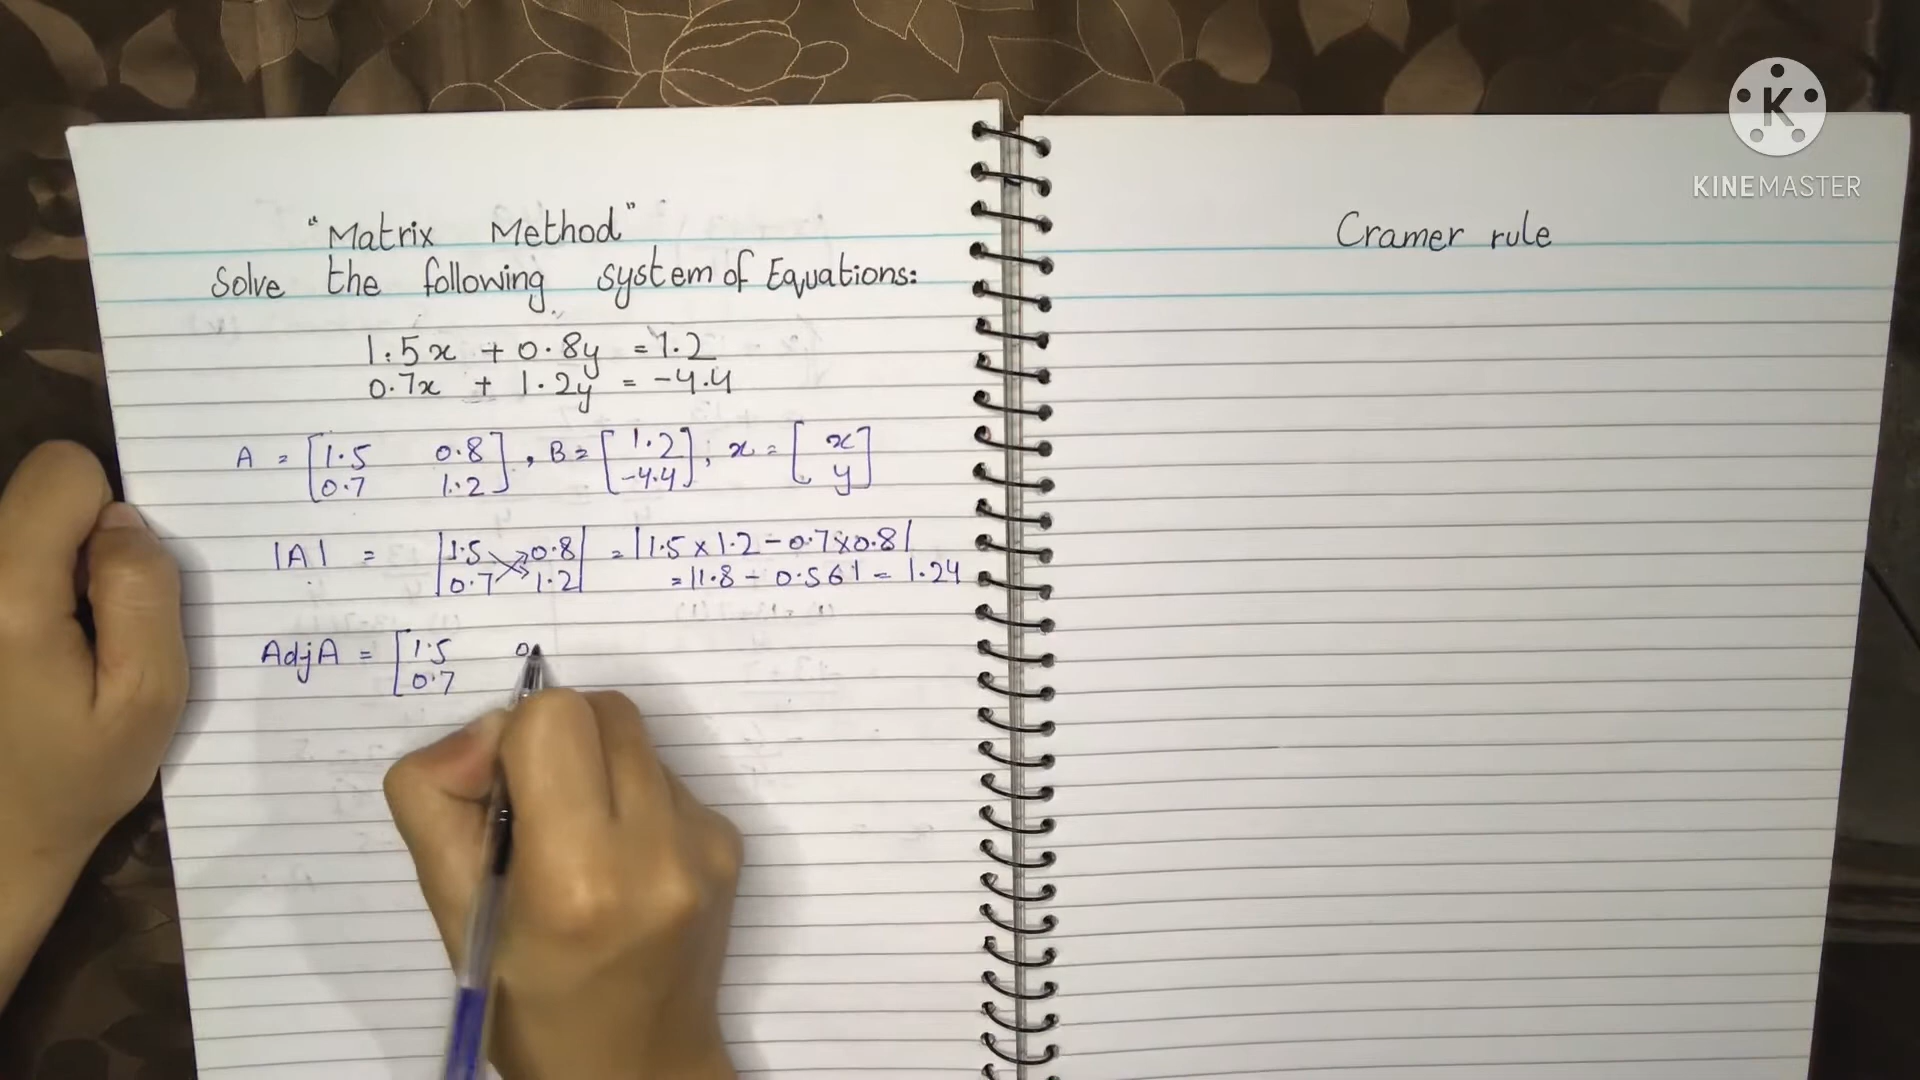 "Matrix Method"
Solve the following system of Equations:
1.5x + 0.8y = 1.2
0.7x + 1.2y = -4.4
A = [1.5 0.8] , B = [1.2] ; x = [x]
[0.7 1.2] [-4.4] [y]
|A| = |1.5 0.8| = |1.5 × 1.2 - 0.7 × 0.8|
|0.7 1.2| = |1.8 - 0.56| = 1.24
AdjA = [1.5 0.
[0.7
Cramer rule
K
KINEMASTER